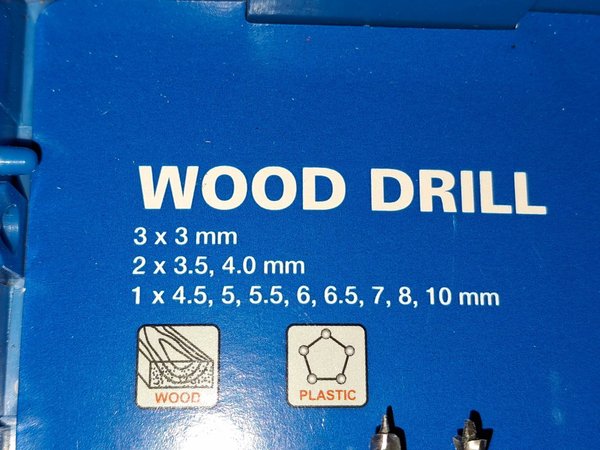 WOOD DRILL
3 x 3 mm
2 x 3.5, 4.0 mm
1 x 4.5, 5, 5.5, 6, 6.5, 7, 8, 10 mm
WOOD PLASTIC